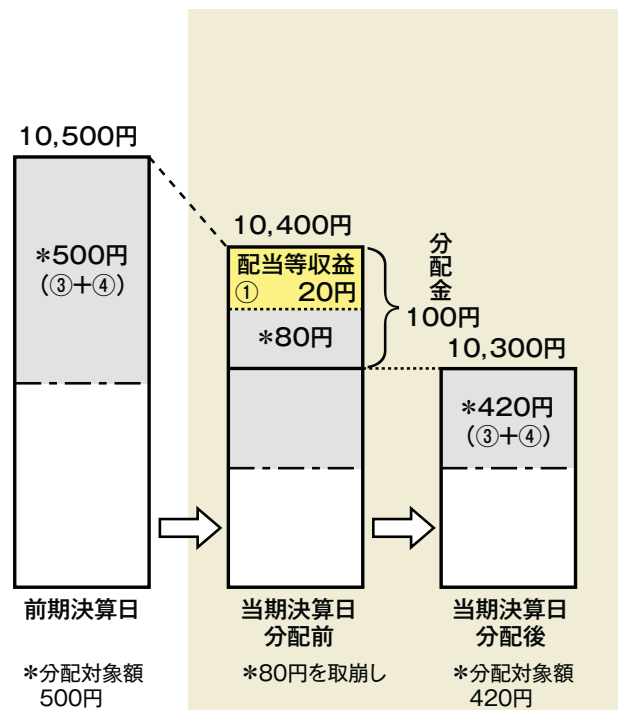 10,500円
*500円
(③+④)
前期決算日
*分配対象額
500円
10,400円
配当等収益
① 20円
*80円
分配金
100円
当期決算日
分配前
*80円を取崩し
10,300円
*420円
(③+④)
当期決算日
分配後
*分配対象額
420円